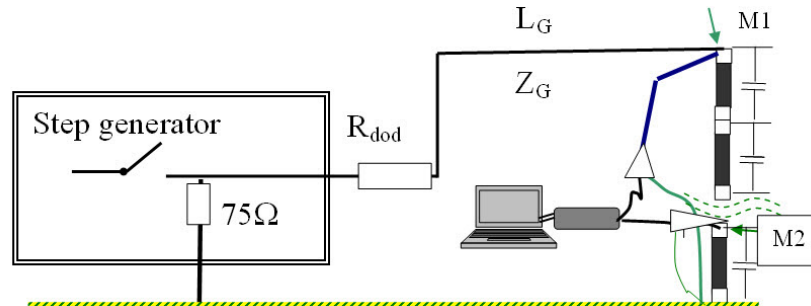 L_G
M1
Z_G
Step generator
R_dod
75Ω
M2